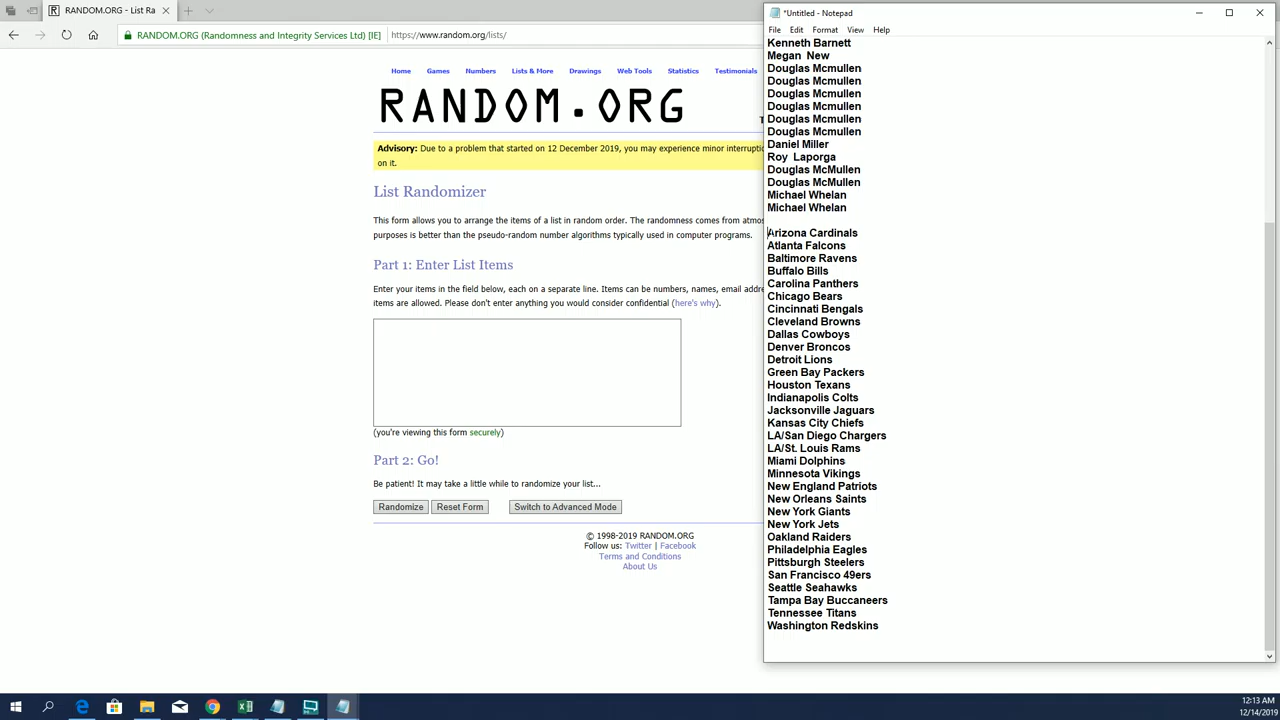 RANDOM.ORG - List Ra
*Untitled - Notepad
RANDOM.ORG (Randomness and Integrity Services Ltd) [IE]
https://www.random.org/lists/
File Edit Format View Help
Home Games Numbers Lists & More Drawings Web Tools Statistics Testimonials
RANDOM.ORG
Advisory: Due to a problem that started on 12 December 2019, you may experience minor interruptio
on it.
List Randomizer
This form allows you to arrange the items of a list in random order. The randomness comes from atmos
purposes is better than the pseudo-random number algorithms typically used in computer programs.
Part 1: Enter List Items
Enter your items in the field below, each on a separate line. Items can be numbers, names, email addre
items are allowed. Please don't enter anything you would consider confidential (here's why).
(you're viewing this form securely)
Part 2: Go!
Be patient! It may take a little while to randomize your list...
Randomize Reset Form Switch to Advanced Mode
© 1998-2019 RANDOM.ORG
Follow us: Twitter | Facebook
Terms and Conditions
About Us
Kenneth Barnett
Megan  New
Douglas Mcmullen
Douglas Mcmullen
Douglas Mcmullen
Douglas Mcmullen
Douglas Mcmullen
Douglas Mcmullen
Daniel Miller
Roy  Laporga
Douglas McMullen
Douglas McMullen
Michael Whelan
Michael Whelan
Arizona Cardinals
Atlanta Falcons
Baltimore Ravens
Buffalo Bills
Carolina Panthers
Chicago Bears
Cincinnati Bengals
Cleveland Browns
Dallas Cowboys
Denver Broncos
Detroit Lions
Green Bay Packers
Houston Texans
Indianapolis Colts
Jacksonville Jaguars
Kansas City Chiefs
LA/San Diego Chargers
LA/St. Louis Rams
Miami Dolphins
Minnesota Vikings
New England Patriots
New Orleans Saints
New York Giants
New York Jets
Oakland Raiders
Philadelphia Eagles
Pittsburgh Steelers
San Francisco 49ers
Seattle Seahawks
Tampa Bay Buccaneers
Tennessee Titans
Washington Redskins
12:13 AM
12/14/2019